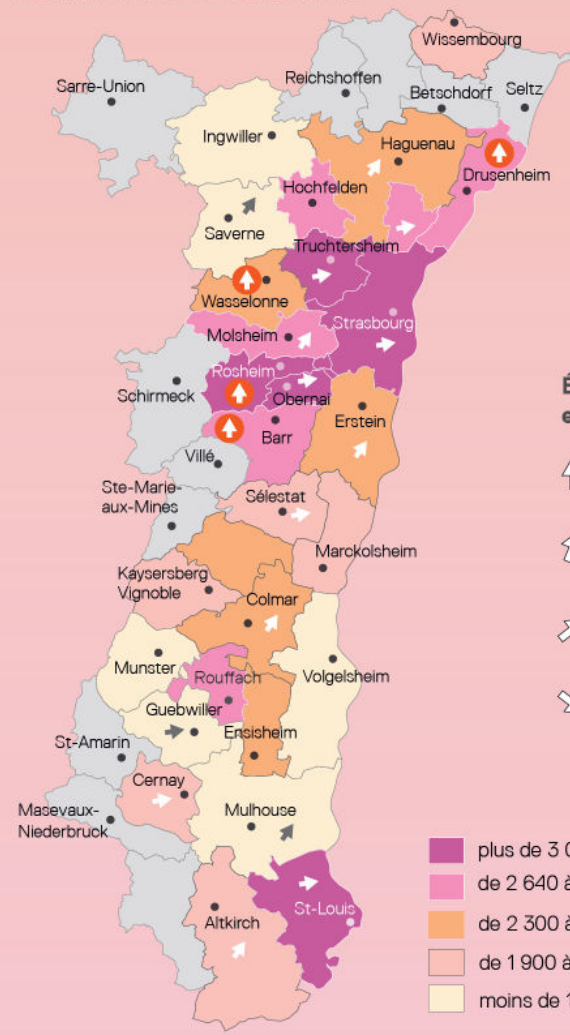 Wissembourg
Sarre-Union
Reichshoffen
Betschdorf
Seltz
Ingwiller
Haguenau
Drusenheim
Hochfelden
Saverne
Truchtersheim
Wasselonne
Strasbourg
Molsheim
Rosheim
Schirmeck
Obernai
Erstein
Barr
Villé
Ste-Marie-
aux-Mines
Sélestat
Marckolsheim
Kaysersberg
Vignoble
Colmar
Munster
Rouffach
Volgelsheim
Guebwiller
Ensisheim
St-Amarin
Cernay
Masevaux-
Niederbruck
Mulhouse
St-Louis
Altkirch
plus de 3 0
de 2 640 à
de 2 300 à
de 1 900 à
moins de 1